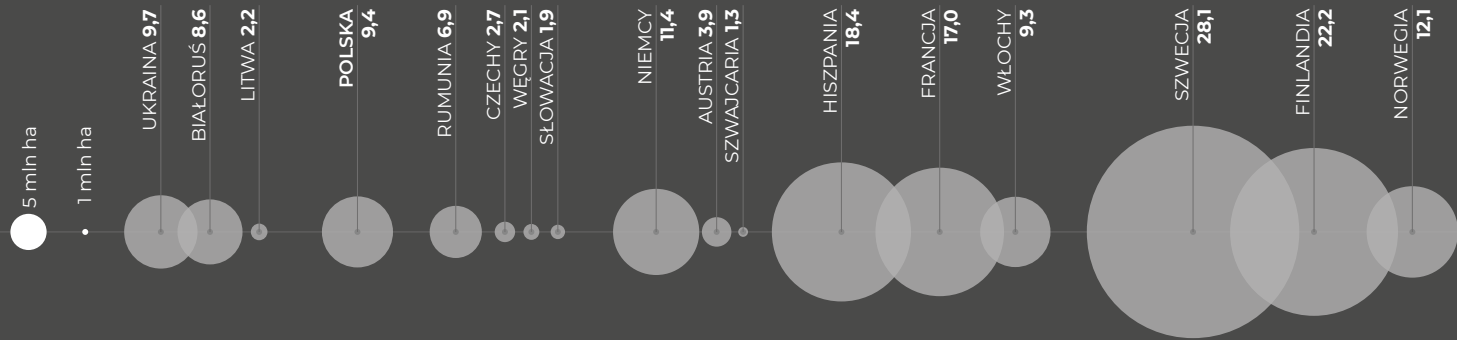 5 mln ha
1 mln ha
UKRAINA 9,7
BIAŁORUŚ 8,6
LITWA 2,2
POLSKA
9,4
RUMUNIA 6,9
CZECHY 2,7
WĘGRY 2,1
SŁOWACJA 1,9
NIEMCY
11,4
AUSTRIA 3,9
SZWAJCARIA 1,3
HISZPANIA
18,4
FRANCJA
17,0
WŁOCHY
9,3
SZWECJA
28,1
FINLANDIA
22,2
NORWEGIA
12,1